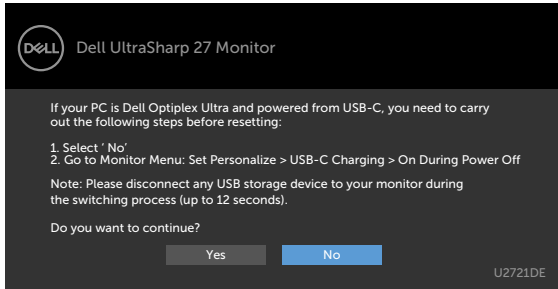 DELL
Dell UltraSharp 27 Monitor
If your PC is Dell Optiplex Ultra and powered from USB-C, you need to carry
out the following steps before resetting:
1. Select ‘ No’
2. Go to Monitor Menu: Set Personalize > USB-C Charging > On During Power Off
Note: Please disconnect any USB storage device to your monitor during
the switching process (up to 12 seconds).
Do you want to continue?
Yes No
U2721DE